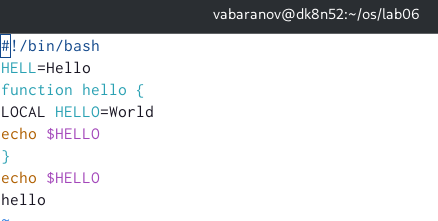 vabaranov@dk8n52:~/os/lab06
#!/bin/bash
HELL=Hello
function hello {
LOCAL HELLO=World
echo $HELLO
}
echo $HELLO
hello
~